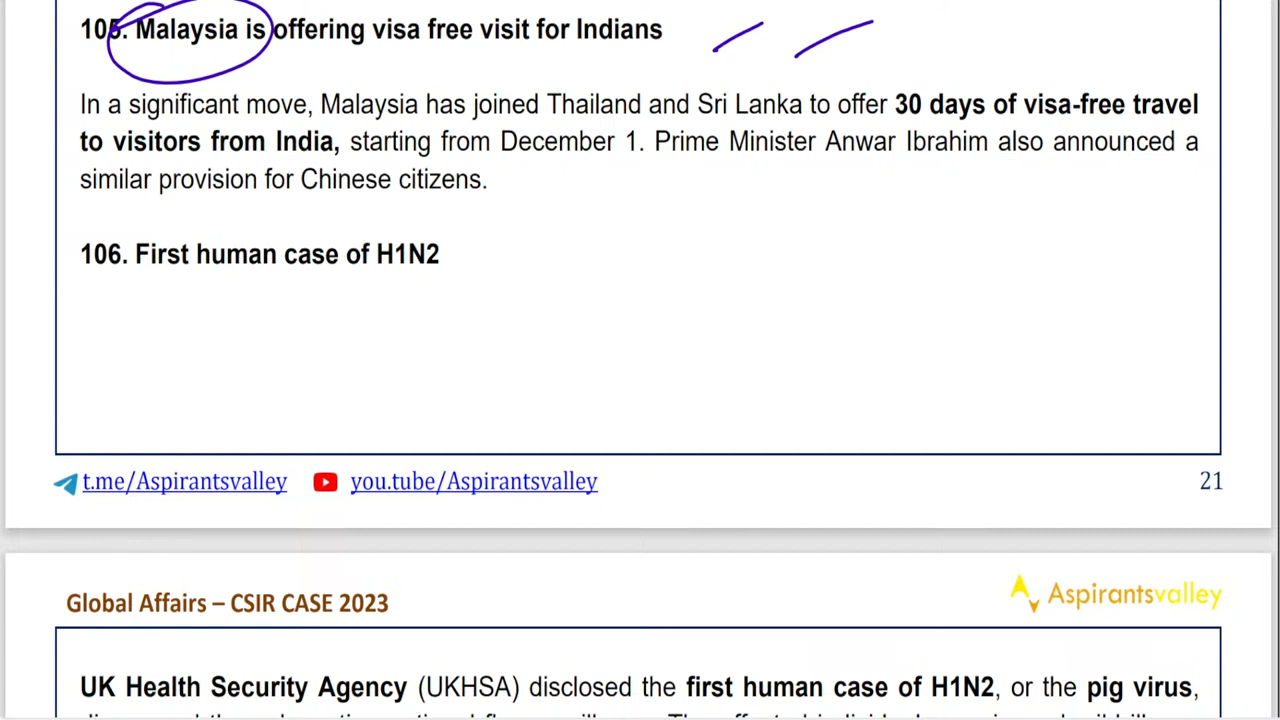 105. Malaysia is offering visa free visit for Indians
In a significant move, Malaysia has joined Thailand and Sri Lanka to offer 30 days of visa-free travel
to visitors from India, starting from December 1. Prime Minister Anwar Ibrahim also announced a
similar provision for Chinese citizens.
106. First human case of H1N2
t.me/Aspirantsvalley you.tube/Aspirantsvalley 21
Global Affairs – CSIR CASE 2023 Aspirantsvalley
UK Health Security Agency (UKHSA) disclosed the first human case of H1N2, or the pig virus,